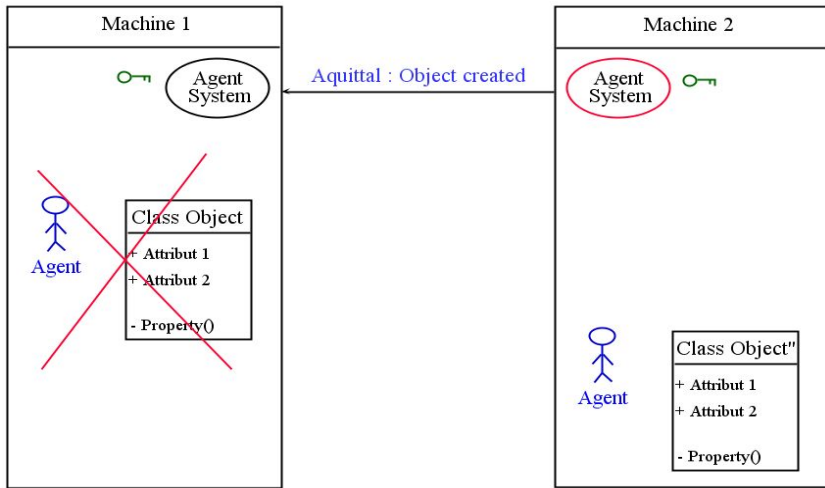 Machine 1
Agent
System
Agent
Class Object
+ Attribut 1
+ Attribut 2
- Property()
Aquittal : Object created
Machine 2
Agent
System
Agent
Class Object"
+ Attribut 1
+ Attribut 2
- Property()